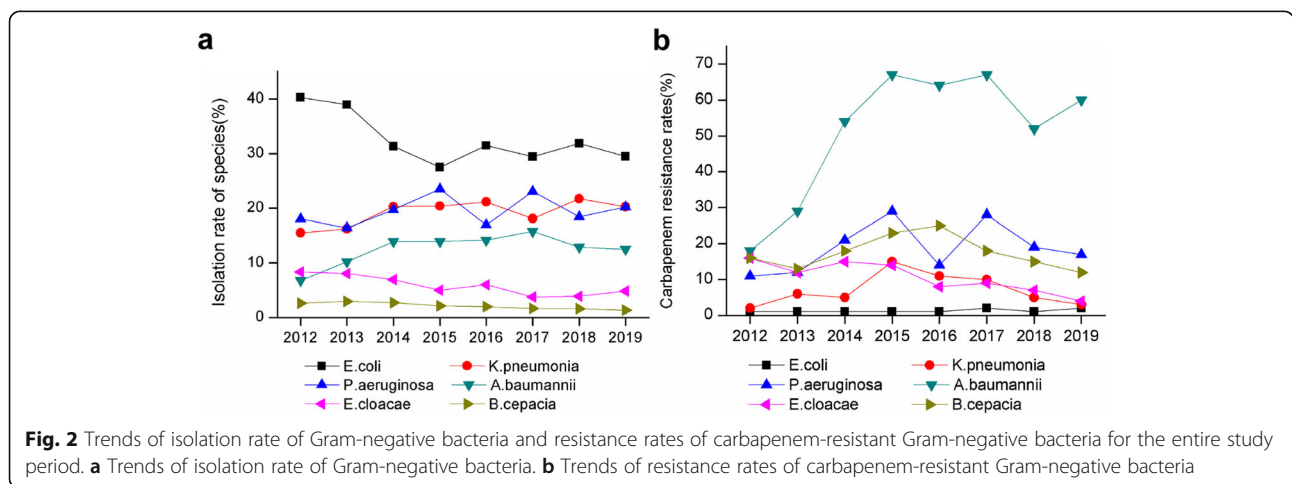 a
Isolation rate of species(%)
40
30
20
10
0
2012 2013 2014 2015 2016 2017 2018 2019
E.coli K.pneumonia
P.aeruginosa A.baumannii
E.cloacae B.cepacia
b
Carbapenem resistance rates(%)
70
60
50
40
30
20
10
0
2012 2013 2014 2015 2016 2017 2018 2019
E.coli K.pneumonia
P.aeruginosa A.baumannii
E.cloacae B.cepacia
Fig. 2 Trends of isolation rate of Gram-negative bacteria and resistance rates of carbapenem-resistant Gram-negative bacteria for the entire study
period. a Trends of isolation rate of Gram-negative bacteria. b Trends of resistance rates of carbapenem-resistant Gram-negative bacteria